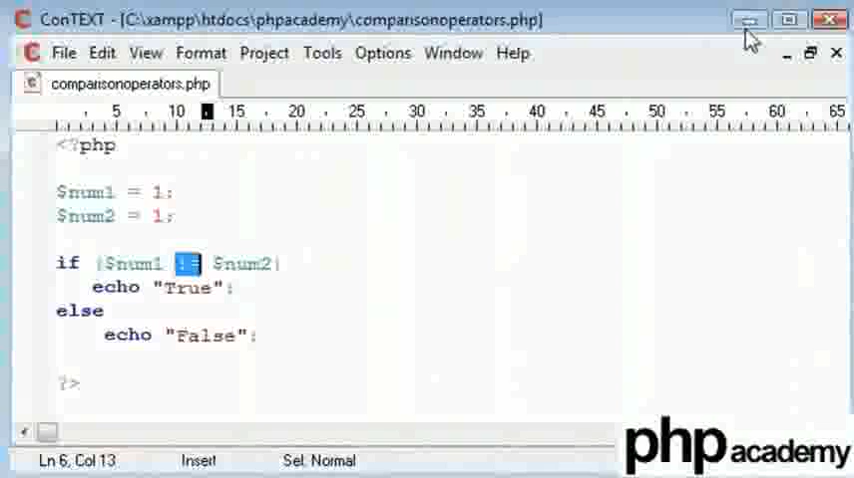 ConTEXT - [C:\xampp\htdocs\phpacademy\comparisonoperators.php]
File Edit View Format Project Tools Options Window Help
comparisonoperators.php
5 10 15 20 25 30 35 40 45 50 55 60 65
<?php
$num1 = 1;
$num2 = 1;
if ($num1 != $num2)
echo "True";
else
echo "False";
?>
Ln 6, Col 13 Insert Sel: Normal
php academy